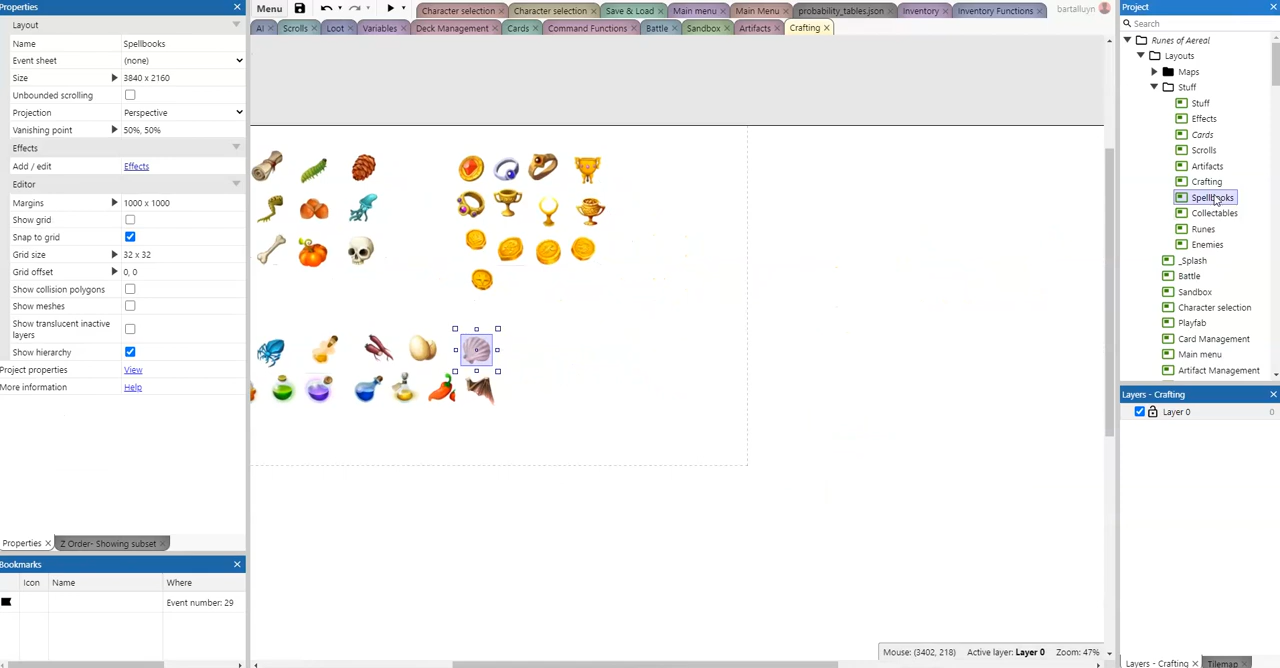 Properties
Layout
Name Spellbooks
Event sheet (none)
Size 3840 x 2160
Unbounded scrolling
Projection Perspective
Vanishing point 50%, 50%
Effects
Add / edit Effects
Editor
Margins 1000 x 1000
Show grid
Snap to grid
Grid size 32 x 32
Grid offset 0, 0
Show collision polygons
Show meshes
Show translucent inactive
layers
Show hierarchy
Project properties View
More information Help
Properties Z Order- Showing subset
Bookmarks
Icon Name Where
Event number: 29
Menu Character selection Character selection Save & Load Main menu Main Menu probability_tables.json Inventory Inventory Functions bartalluyn
AI Scrolls Loot Variables Deck Management Cards Command Functions Battle Sandbox Artifacts Crafting
Mouse: (3402, 218) Active layer: Layer 0 Zoom: 47%
Project
Search
Runes of Aereal
Layouts
Maps
Stuff
Stuff
Effects
Cards
Scrolls
Artifacts
Crafting
Spellbooks
Collectables
Runes
Enemies
_Splash
Battle
Sandbox
Character selection
Playfab
Card Management
Main menu
Artifact Management
Layers - Crafting
Layer 0 0
Layers - Crafting Tilemap